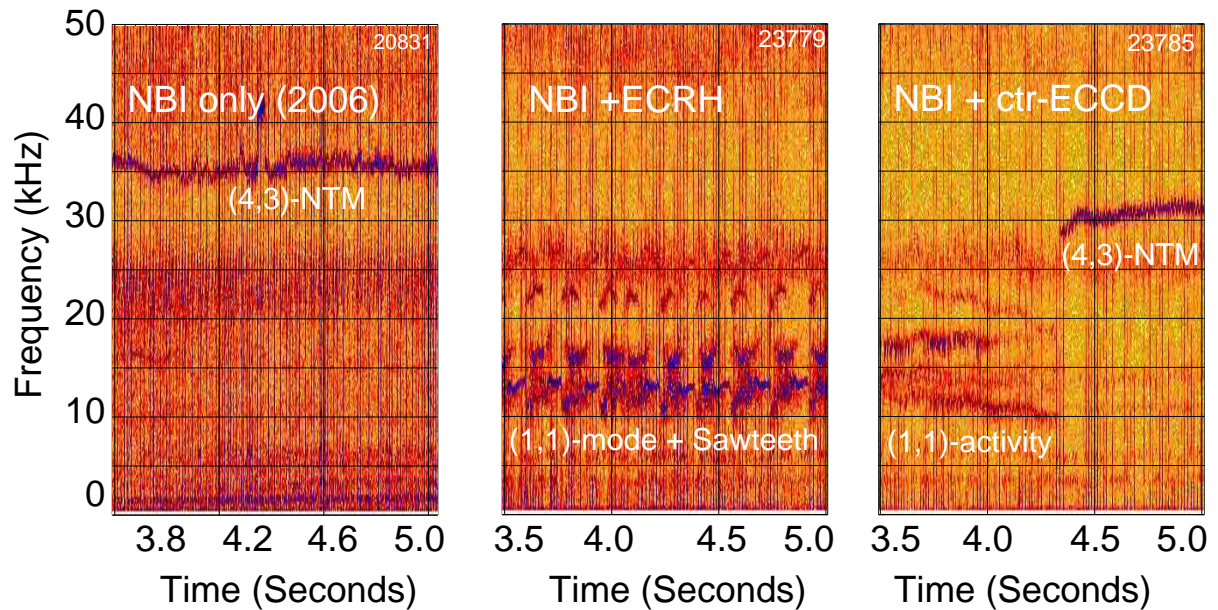 50
40
30
20
10
0
Frequency (kHz)
20831
NBI only (2006)
(4,3)-NTM
3.8 4.2 4.6 5.0
Time (Seconds)
23779
NBI +ECRH
(1,1)-mode + Sawteeth
3.5 4.0 4.5 5.0
Time (Seconds)
23785
NBI + ctr-ECCD
(4,3)-NTM
(1,1)-activity
3.5 4.0 4.5 5.0
Time (Seconds)